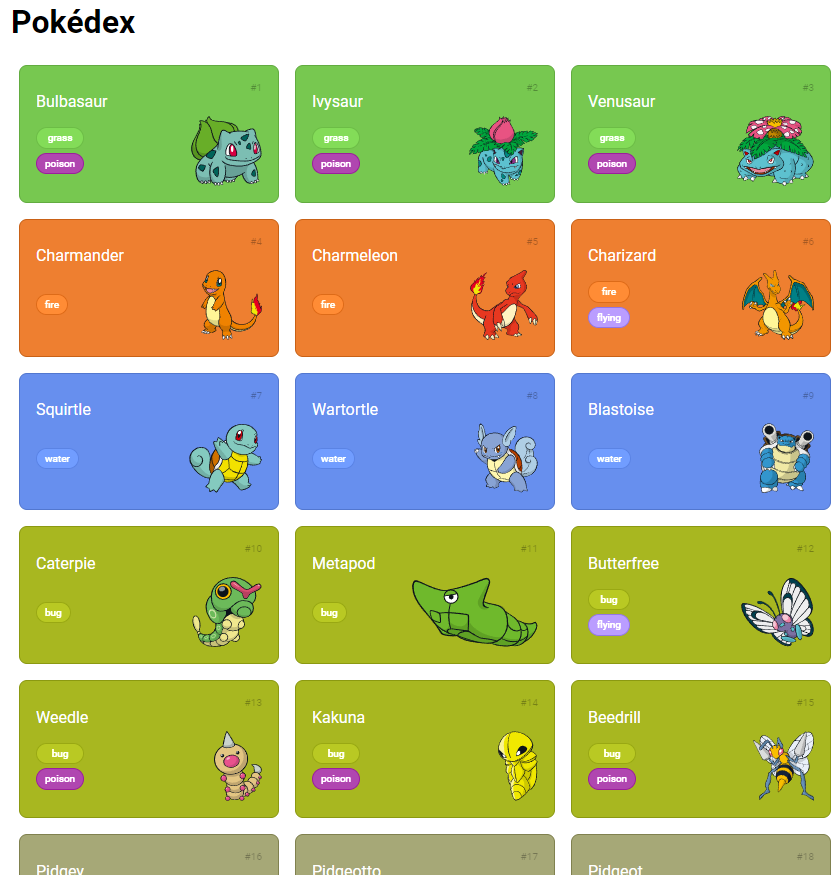 Pokédex
#1
Bulbasaur
grass
poison
#2
Ivysaur
grass
poison
#3
Venusaur
grass
poison
#4
Charmander
fire
#5
Charmeleon
fire
#6
Charizard
fire
flying
#7
Squirtle
water
#8
Wartortle
water
#9
Blastoise
water
#10
Caterpie
bug
#11
Metapod
bug
#12
Butterfree
bug
flying
#13
Weedle
bug
poison
#14
Kakuna
bug
poison
#15
Beedrill
bug
poison
#16
Pidgey
#17
Pidgeotto
#18
Pidgeot